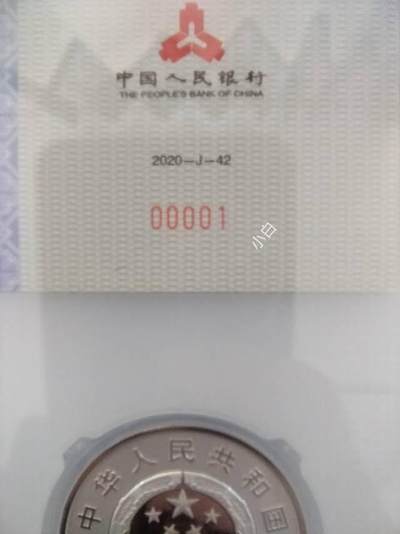 中国人民银行
THE PEOPLE'S BANK OF CHINA
2020-J-42
00001
小白
中华人民共和国